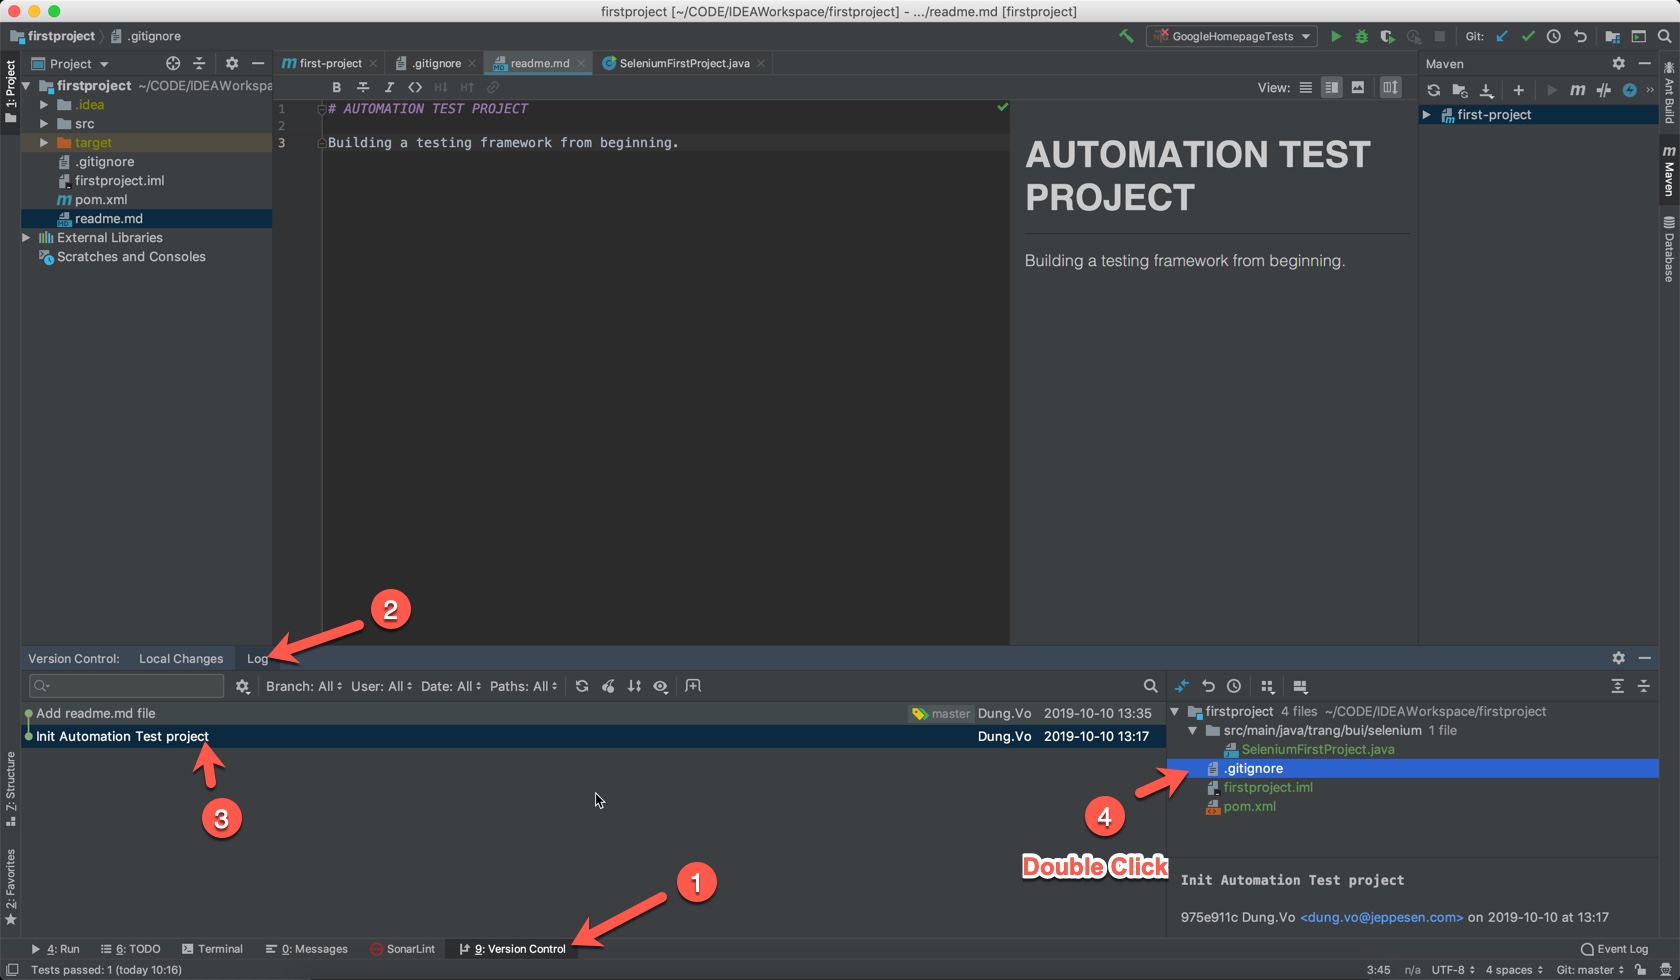 firstproject [~/CODE/IDEAWorkspace/firstproject] - .../readme.md [firstproject]
firstproject .gitignore
GoogleHomepageTests Git:
Project
first-project .gitignore readme.md SeleniumFirstProject.java
Maven
View:
firstproject ~/CODE/IDEAWorkspa
.idea
src
target
.gitignore
firstproject.iml
pom.xml
readme.md
External Libraries
Scratches and Consoles
1 # AUTOMATION TEST PROJECT
2
3 Building a testing framework from beginning.
AUTOMATION TEST
PROJECT
Building a testing framework from beginning.
first-project
1: Project
Z: Structure
2: Favorites
Ant Build
Maven
Database
2
Version Control: Local Changes Log
Branch: All User: All Date: All Paths: All
Add readme.md file master Dung.Vo 2019-10-10 13:35
Init Automation Test project Dung.Vo 2019-10-10 13:17
3
1
4
Double Click
firstproject 4 files ~/CODE/IDEAWorkspace/firstproject
src/main/java/trang/bui/selenium 1 file
SeleniumFirstProject.java
.gitignore
firstproject.iml
pom.xml
Init Automation Test project
975e911c Dung.Vo <dung.vo@jeppesen.com> on 2019-10-10 at 13:17
4: Run 6: TODO Terminal 0: Messages SonarLint 9: Version Control Event Log
Tests passed: 1 (today 10:16) 3:45 n/a UTF-8 4 spaces Git: master